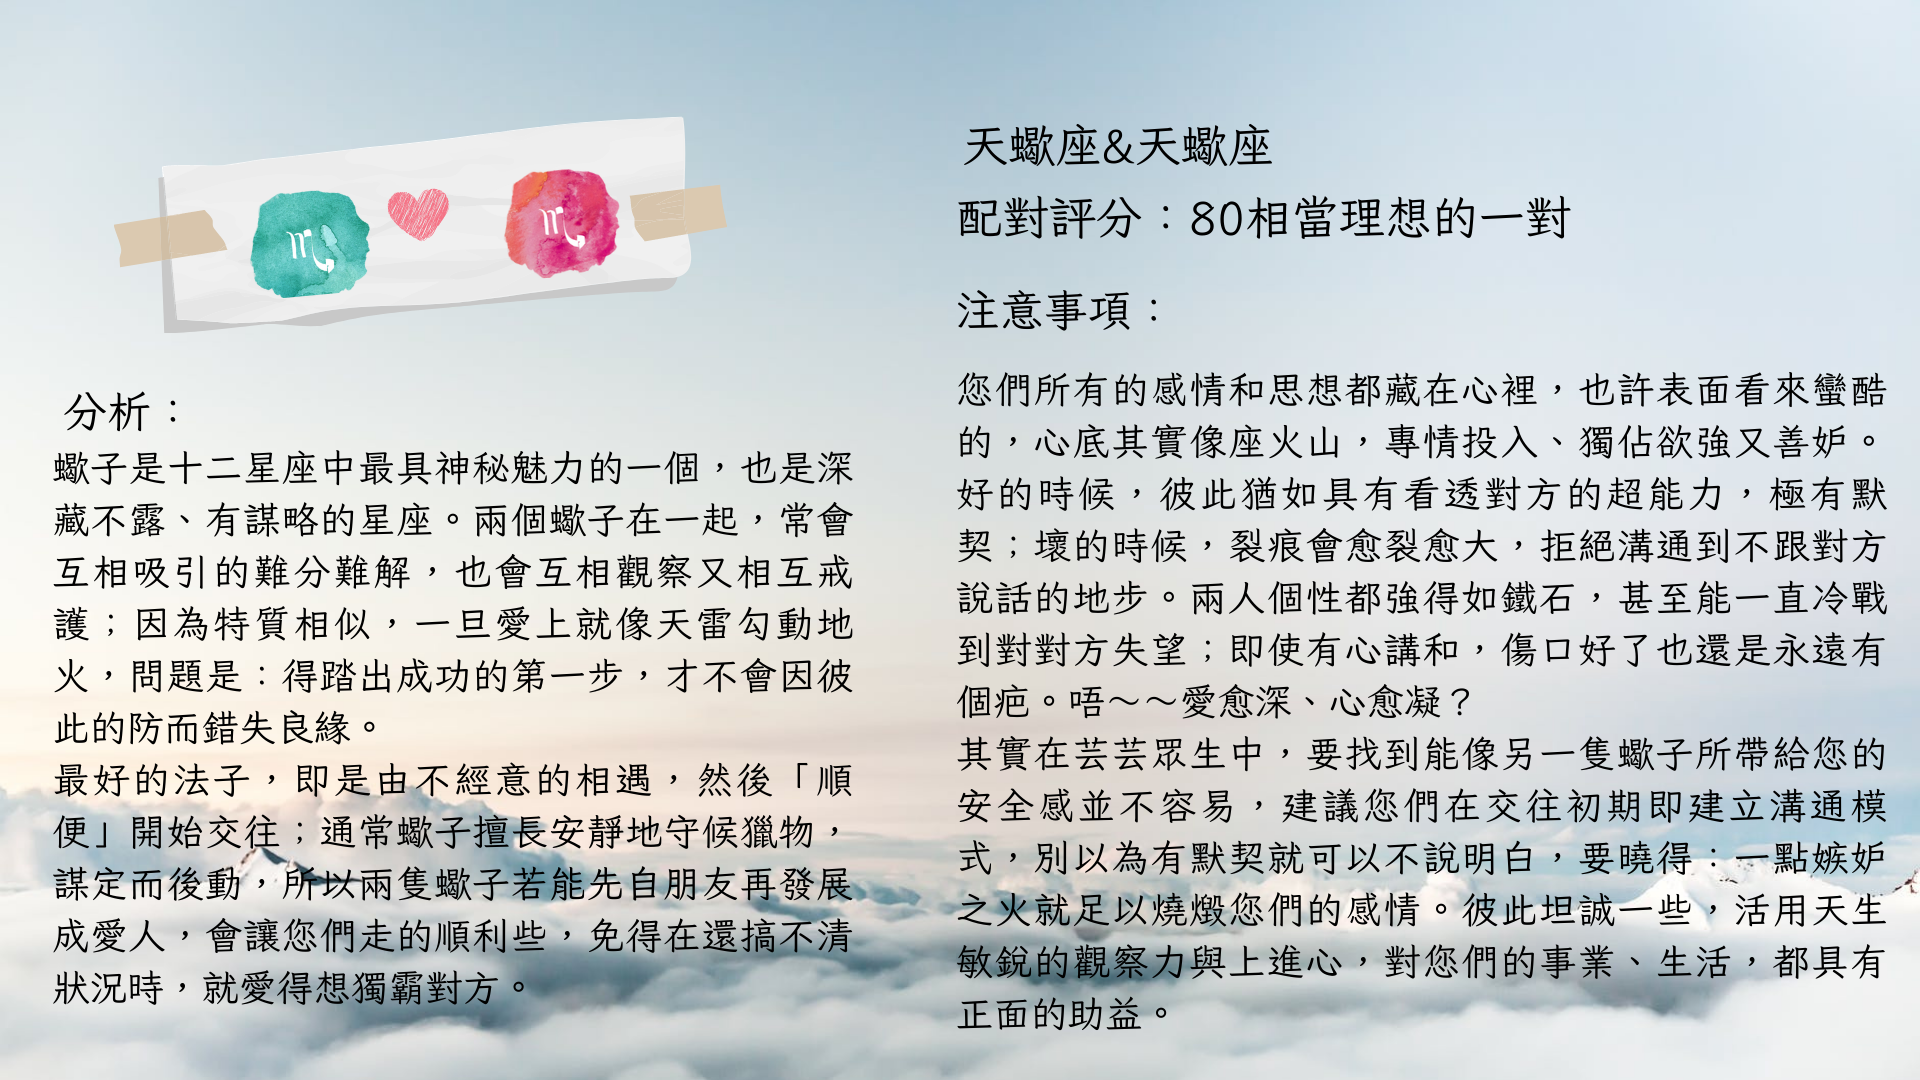 天蠍座&天蠍座
配對評分：80相當理想的一對
分析：
蠍子是十二星座中最具神秘魅力的一個，也是深
藏不露、有謀略的星座。兩個蠍子在一起，常會
互相吸引的難分難解，也會互相觀察又相互戒
護；因為特質相似，一旦愛上就像天雷勾動地
火，問題是：得踏出成功的第一步，才不會因彼
此的防而錯失良緣。
最好的法子，即是由不經意的相遇，然後「順
便」開始交往；通常蠍子擅長安靜地守候獵物，
謀定而後動，所以兩隻蠍子若能先自朋友再發展
成愛人，會讓您們走的順利些，免得在還搞不清
狀況時，就愛得想獨霸對方。
注意事項：
您們所有的感情和思想都藏在心裡，也許表面看來蠻酷
的，心底其實像座火山，專情投入、獨佔欲強又善妒。
好的時候，彼此猶如具有看透對方的超能力，極有默
契；壞的時候，裂痕會愈裂愈大，拒絕溝通到不跟對方
說話的地步。兩人個性都強得如鐵石，甚至能一直冷戰
到對對方失望；即使有心講和，傷口好了也還是永遠有
個疤。唔～～愛愈深、心愈凝？
其實在芸芸眾生中，要找到能像另一隻蠍子所帶給您的
安全感並不容易，建議您們在交往初期即建立溝通模
式，別以為有默契就可以不說明白，要曉得：一點嫉妒
之火就足以燒燬您們的感情。彼此坦誠一些，活用天生
敏銳的觀察力與上進心，對您們的事業、生活，都具有
正面的助益。